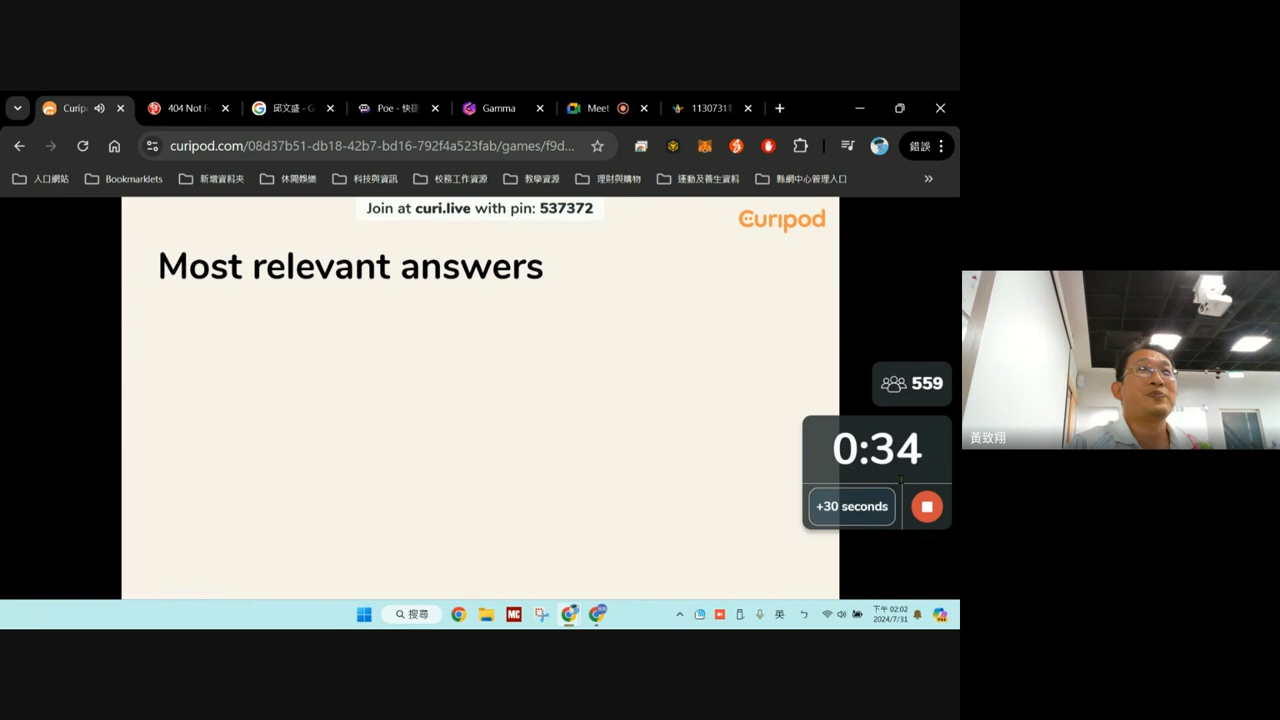 Curip
404 Not F
邱文盛 - G
Poe - 快捷
Gamma
Meet
1130731
curipod.com/08d37b51-db18-42b7-bd16-792f4a523fab/games/f9d...
錯誤
入口網站
Bookmarklets
新增資料夾
休閒娛樂
科技與資訊
校務工作資源
教學資源
理財與購物
運動及養生資料
縣網中心管理入口
»
Join at curi.live with pin: 537372
Curipod
Most relevant answers
559
0:34
+30 seconds
黃致翔
搜尋
MC
英
下午 02:02
2024/7/31